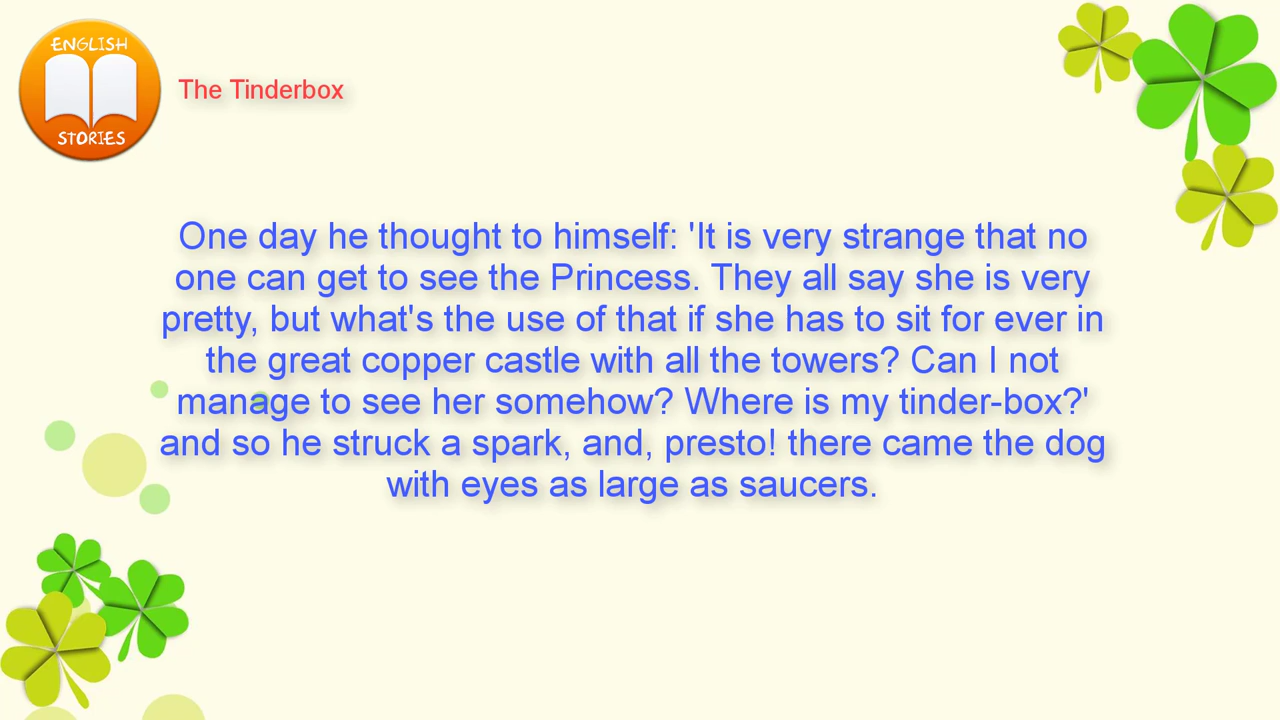 ENGLISH
STORIES
The Tinderbox
One day he thought to himself: 'It is very strange that no
one can get to see the Princess. They all say she is very
pretty, but what's the use of that if she has to sit for ever in
the great copper castle with all the towers? Can I not
manage to see her somehow? Where is my tinder-box?'
and so he struck a spark, and, presto! there came the dog
with eyes as large as saucers.